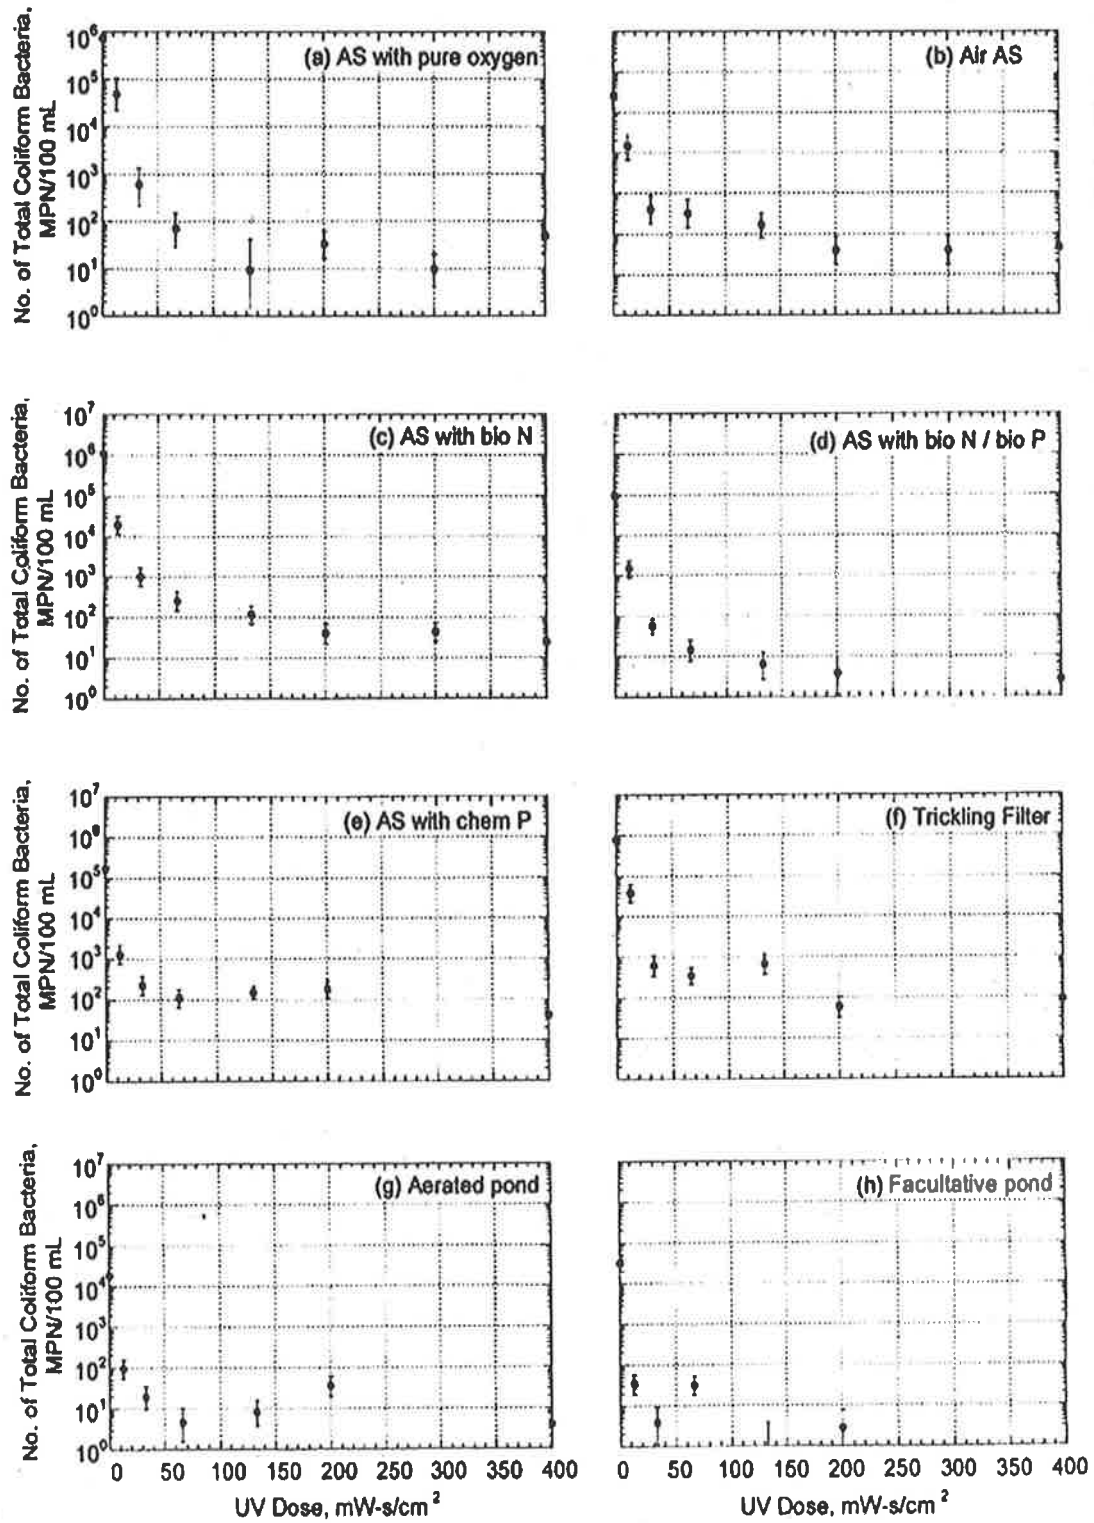 No. of Total Coliform Bacteria,
MPN/100 mL
10⁶
10⁵
10⁴
10³
10²
10¹
10⁰
(a) AS with pure oxygen
(b) Air AS
No. of Total Coliform Bacteria,
MPN/100 mL
10⁷
10⁶
10⁵
10⁴
10³
10²
10¹
10⁰
(c) AS with bio N
(d) AS with bio N / bio P
No. of Total Coliform Bacteria,
MPN/100 mL
10⁷
10⁶
10⁵
10⁴
10³
10²
10¹
10⁰
(e) AS with chem P
(f) Trickling Filter
No. of Total Coliform Bacteria,
MPN/100 mL
10⁷
10⁶
10⁵
10⁴
10³
10²
10¹
10⁰
(g) Aerated pond
(h) Facultative pond
0 50 100 150 200 250 300 350 400
0 50 100 150 200 250 300 350 400
UV Dose, mW-s/cm²
UV Dose, mW-s/cm²